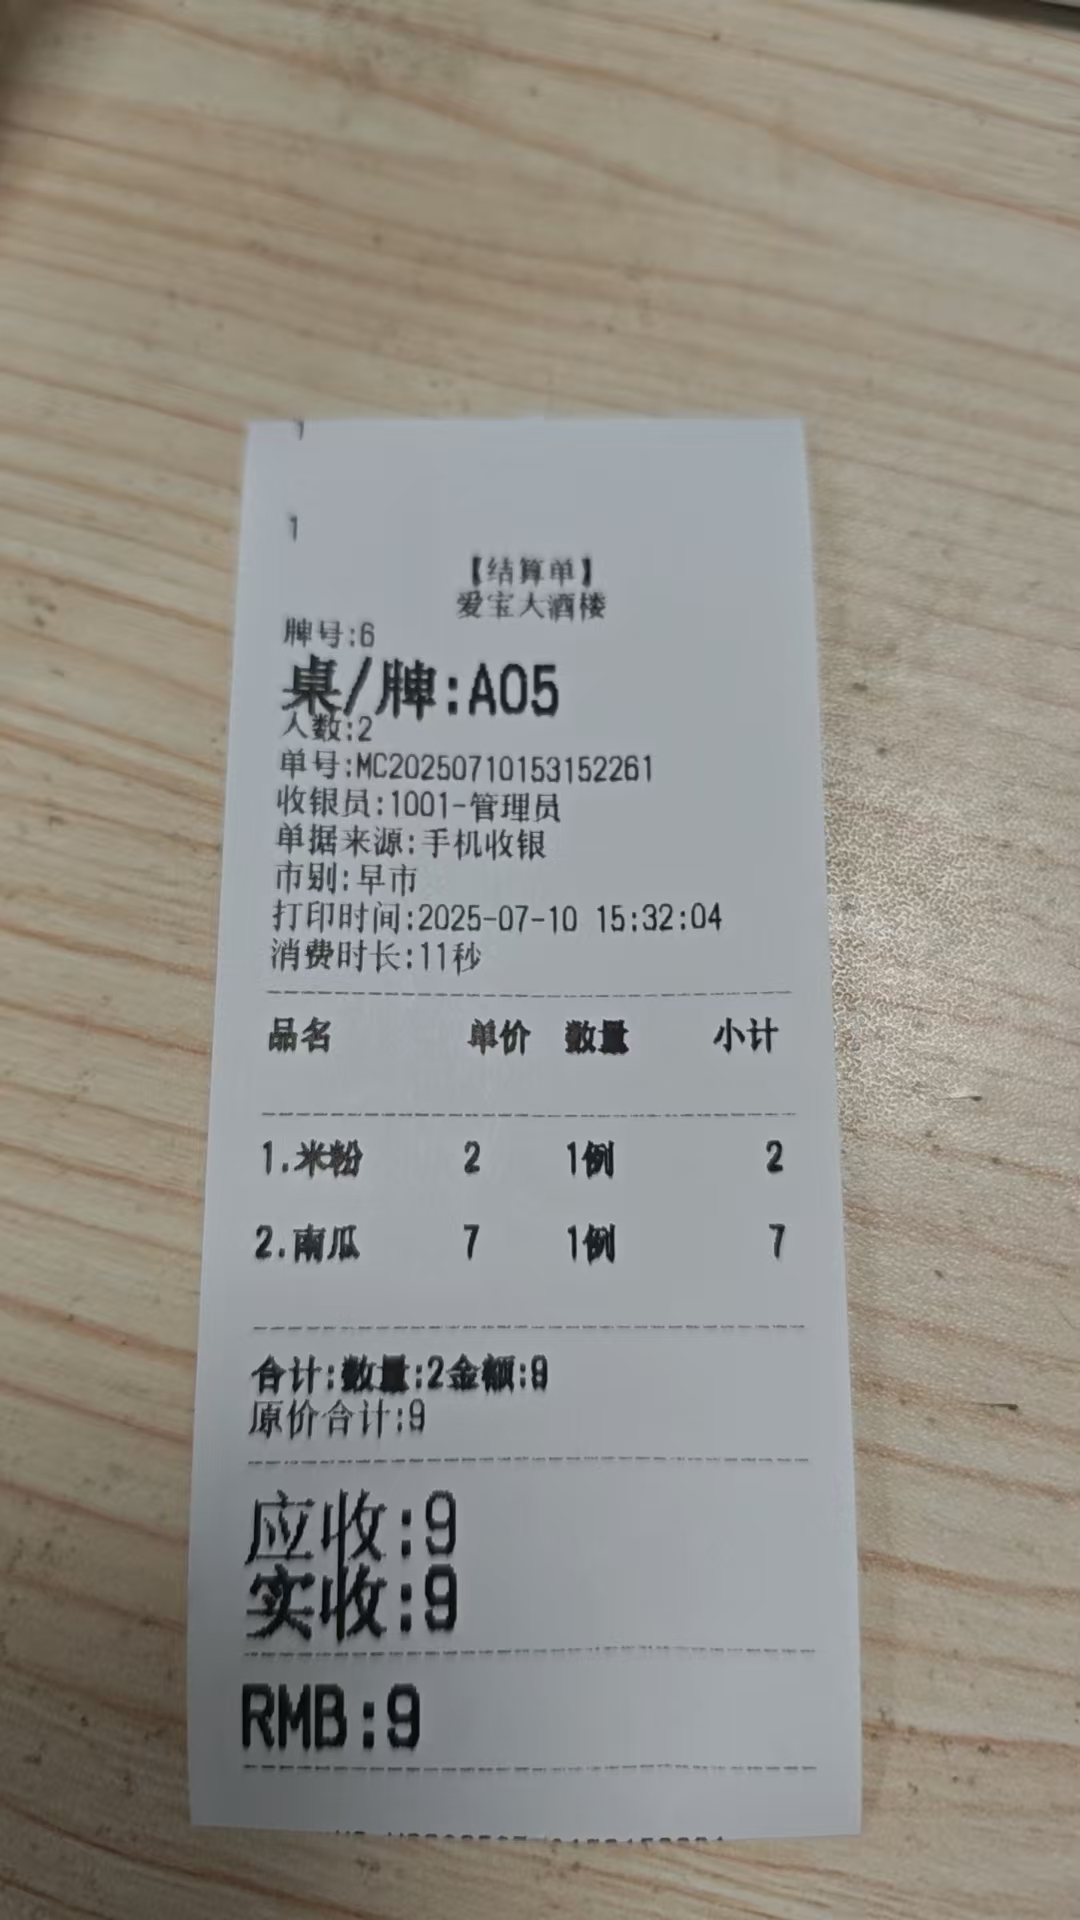 1
【结算单】
爱宝大酒楼
牌号:6
桌/牌:A05
人数:2
单号:MC20250710153152261
收银员:1001-管理员
单据来源:手机收银
市别:早市
打印时间:2025-07-10 15:32:04
消费时长:11秒
品名 单价 数量 小计
1.米粉 2 1例 2
2.南瓜 7 1例 7
合计:数量:2金额:9
原价合计:9
应收:9
实收:9
RMB:9